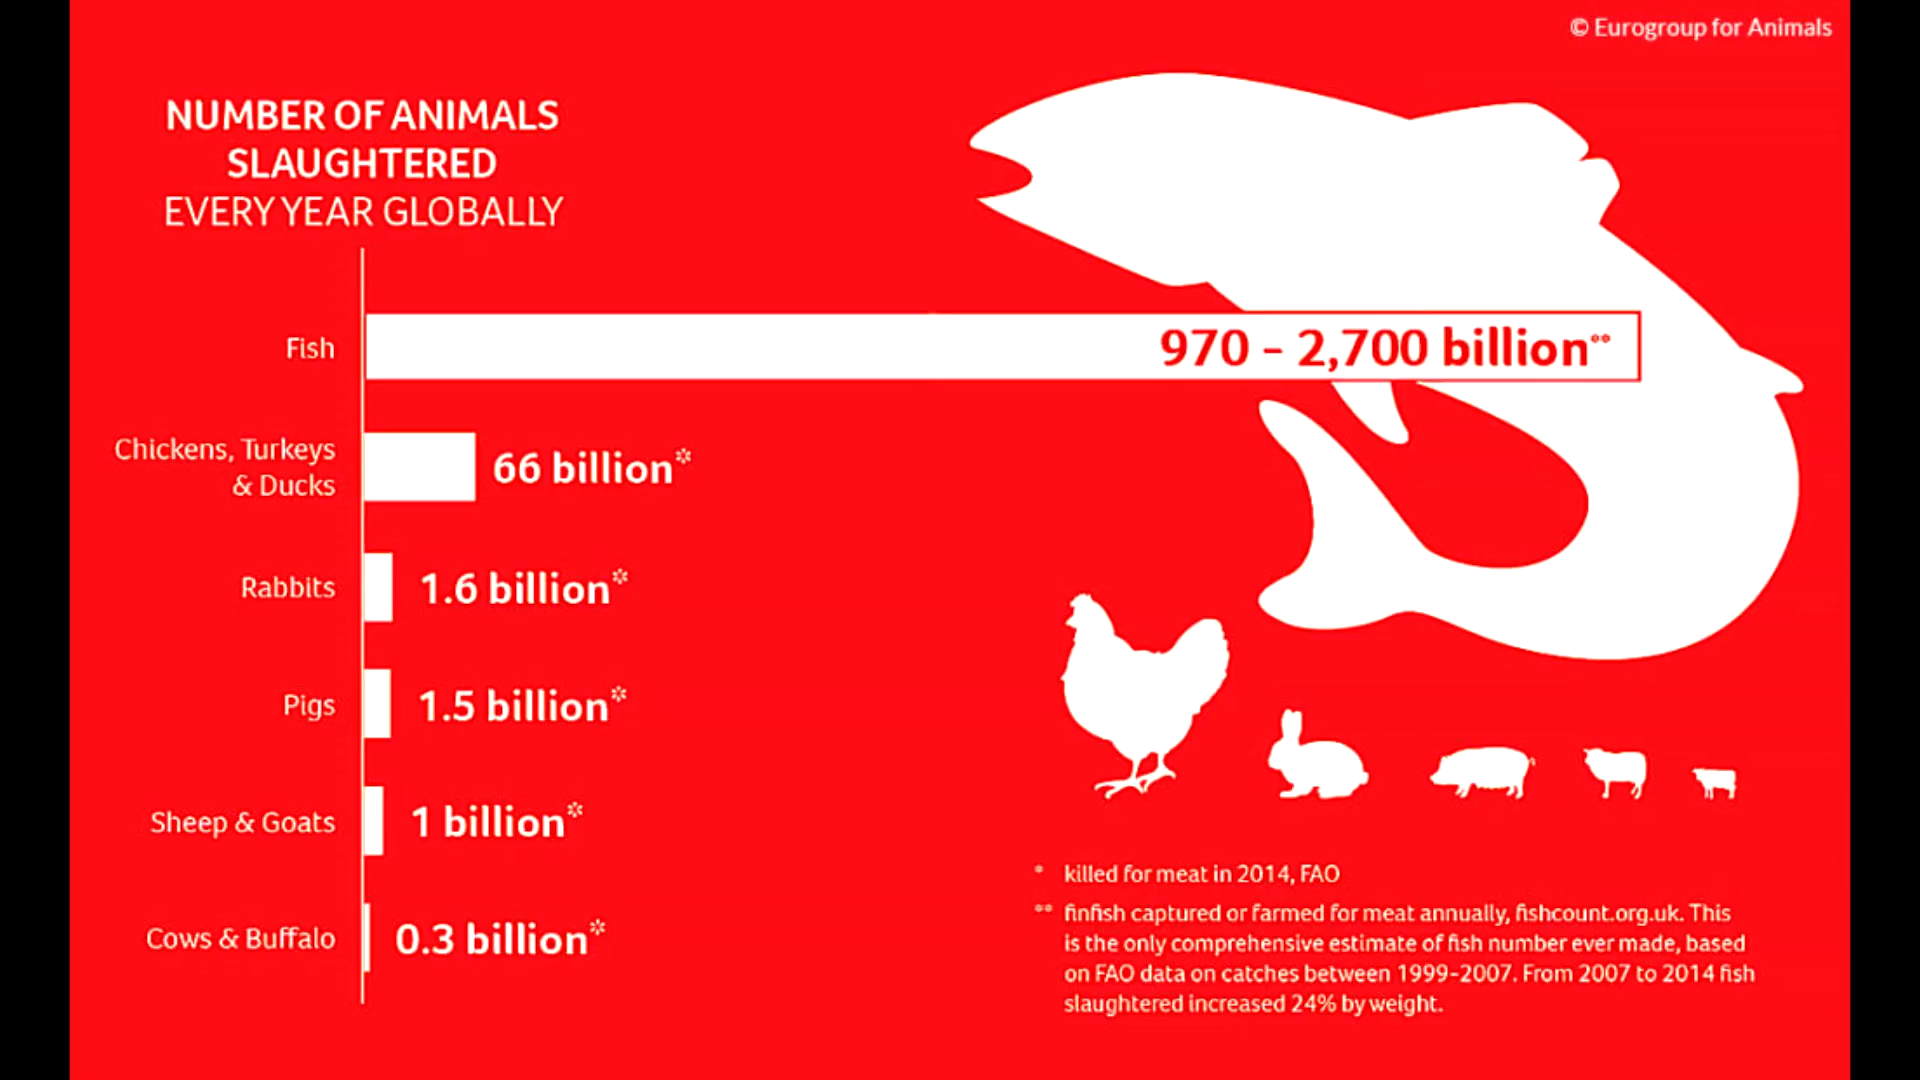 © Eurogroup for Animals
NUMBER OF ANIMALS
SLAUGHTERED
EVERY YEAR GLOBALLY
Fish
970 – 2,700 billion**
Chickens, Turkeys
& Ducks
66 billion*
Rabbits
1.6 billion*
Pigs
1.5 billion*
Sheep & Goats
1 billion*
Cows & Buffalo
0.3 billion*
* killed for meat in 2014, FAO
** finfish captured or farmed for meat annually, fishcount.org.uk. This
is the only comprehensive estimate of fish number ever made, based
on FAO data on catches between 1999-2007. From 2007 to 2014 fish
slaughtered increased 24% by weight.